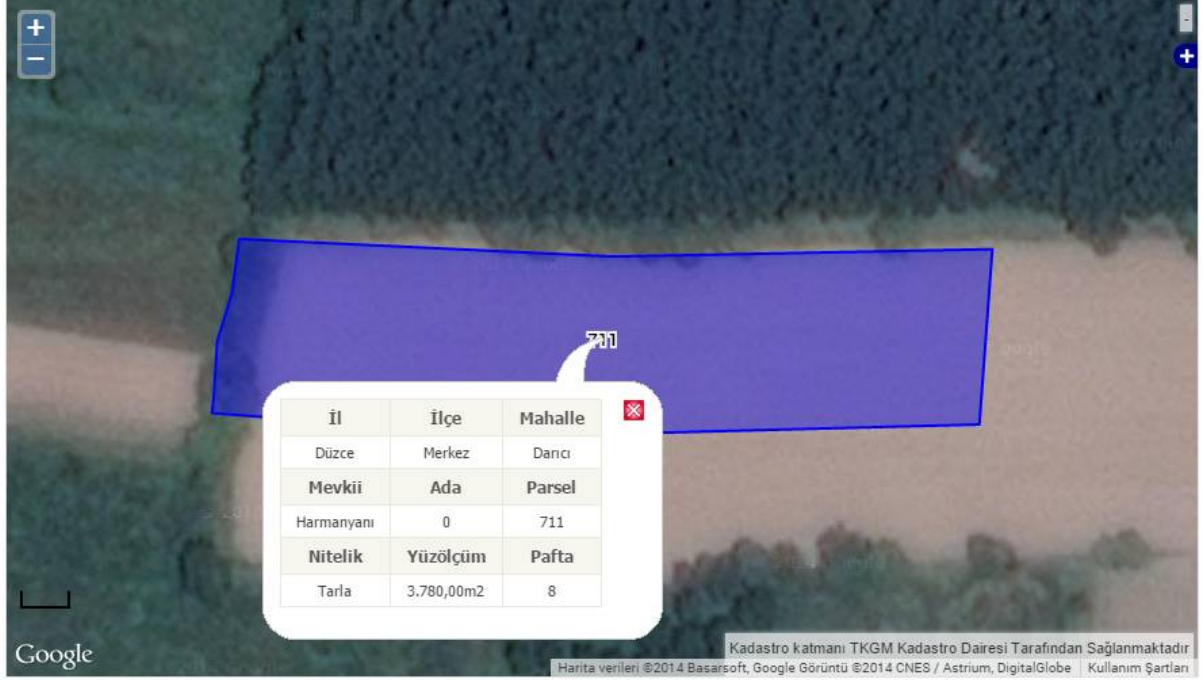 +
-
−
+
711
İl İlçe Mahalle
Düzce Merkez Darıcı
Mevkii Ada Parsel
Harmanyanı 0 711
Nitelik Yüzölçüm Pafta
Tarla 3.780,00m2 8
Google
Kadastro katmanı TKGM Kadastro Dairesi Tarafından Sağlanmaktadır
Harita verileri ©2014 Basarsoft, Google Görüntü ©2014 CNES / Astrium, DigitalGlobe Kullanım Şartları